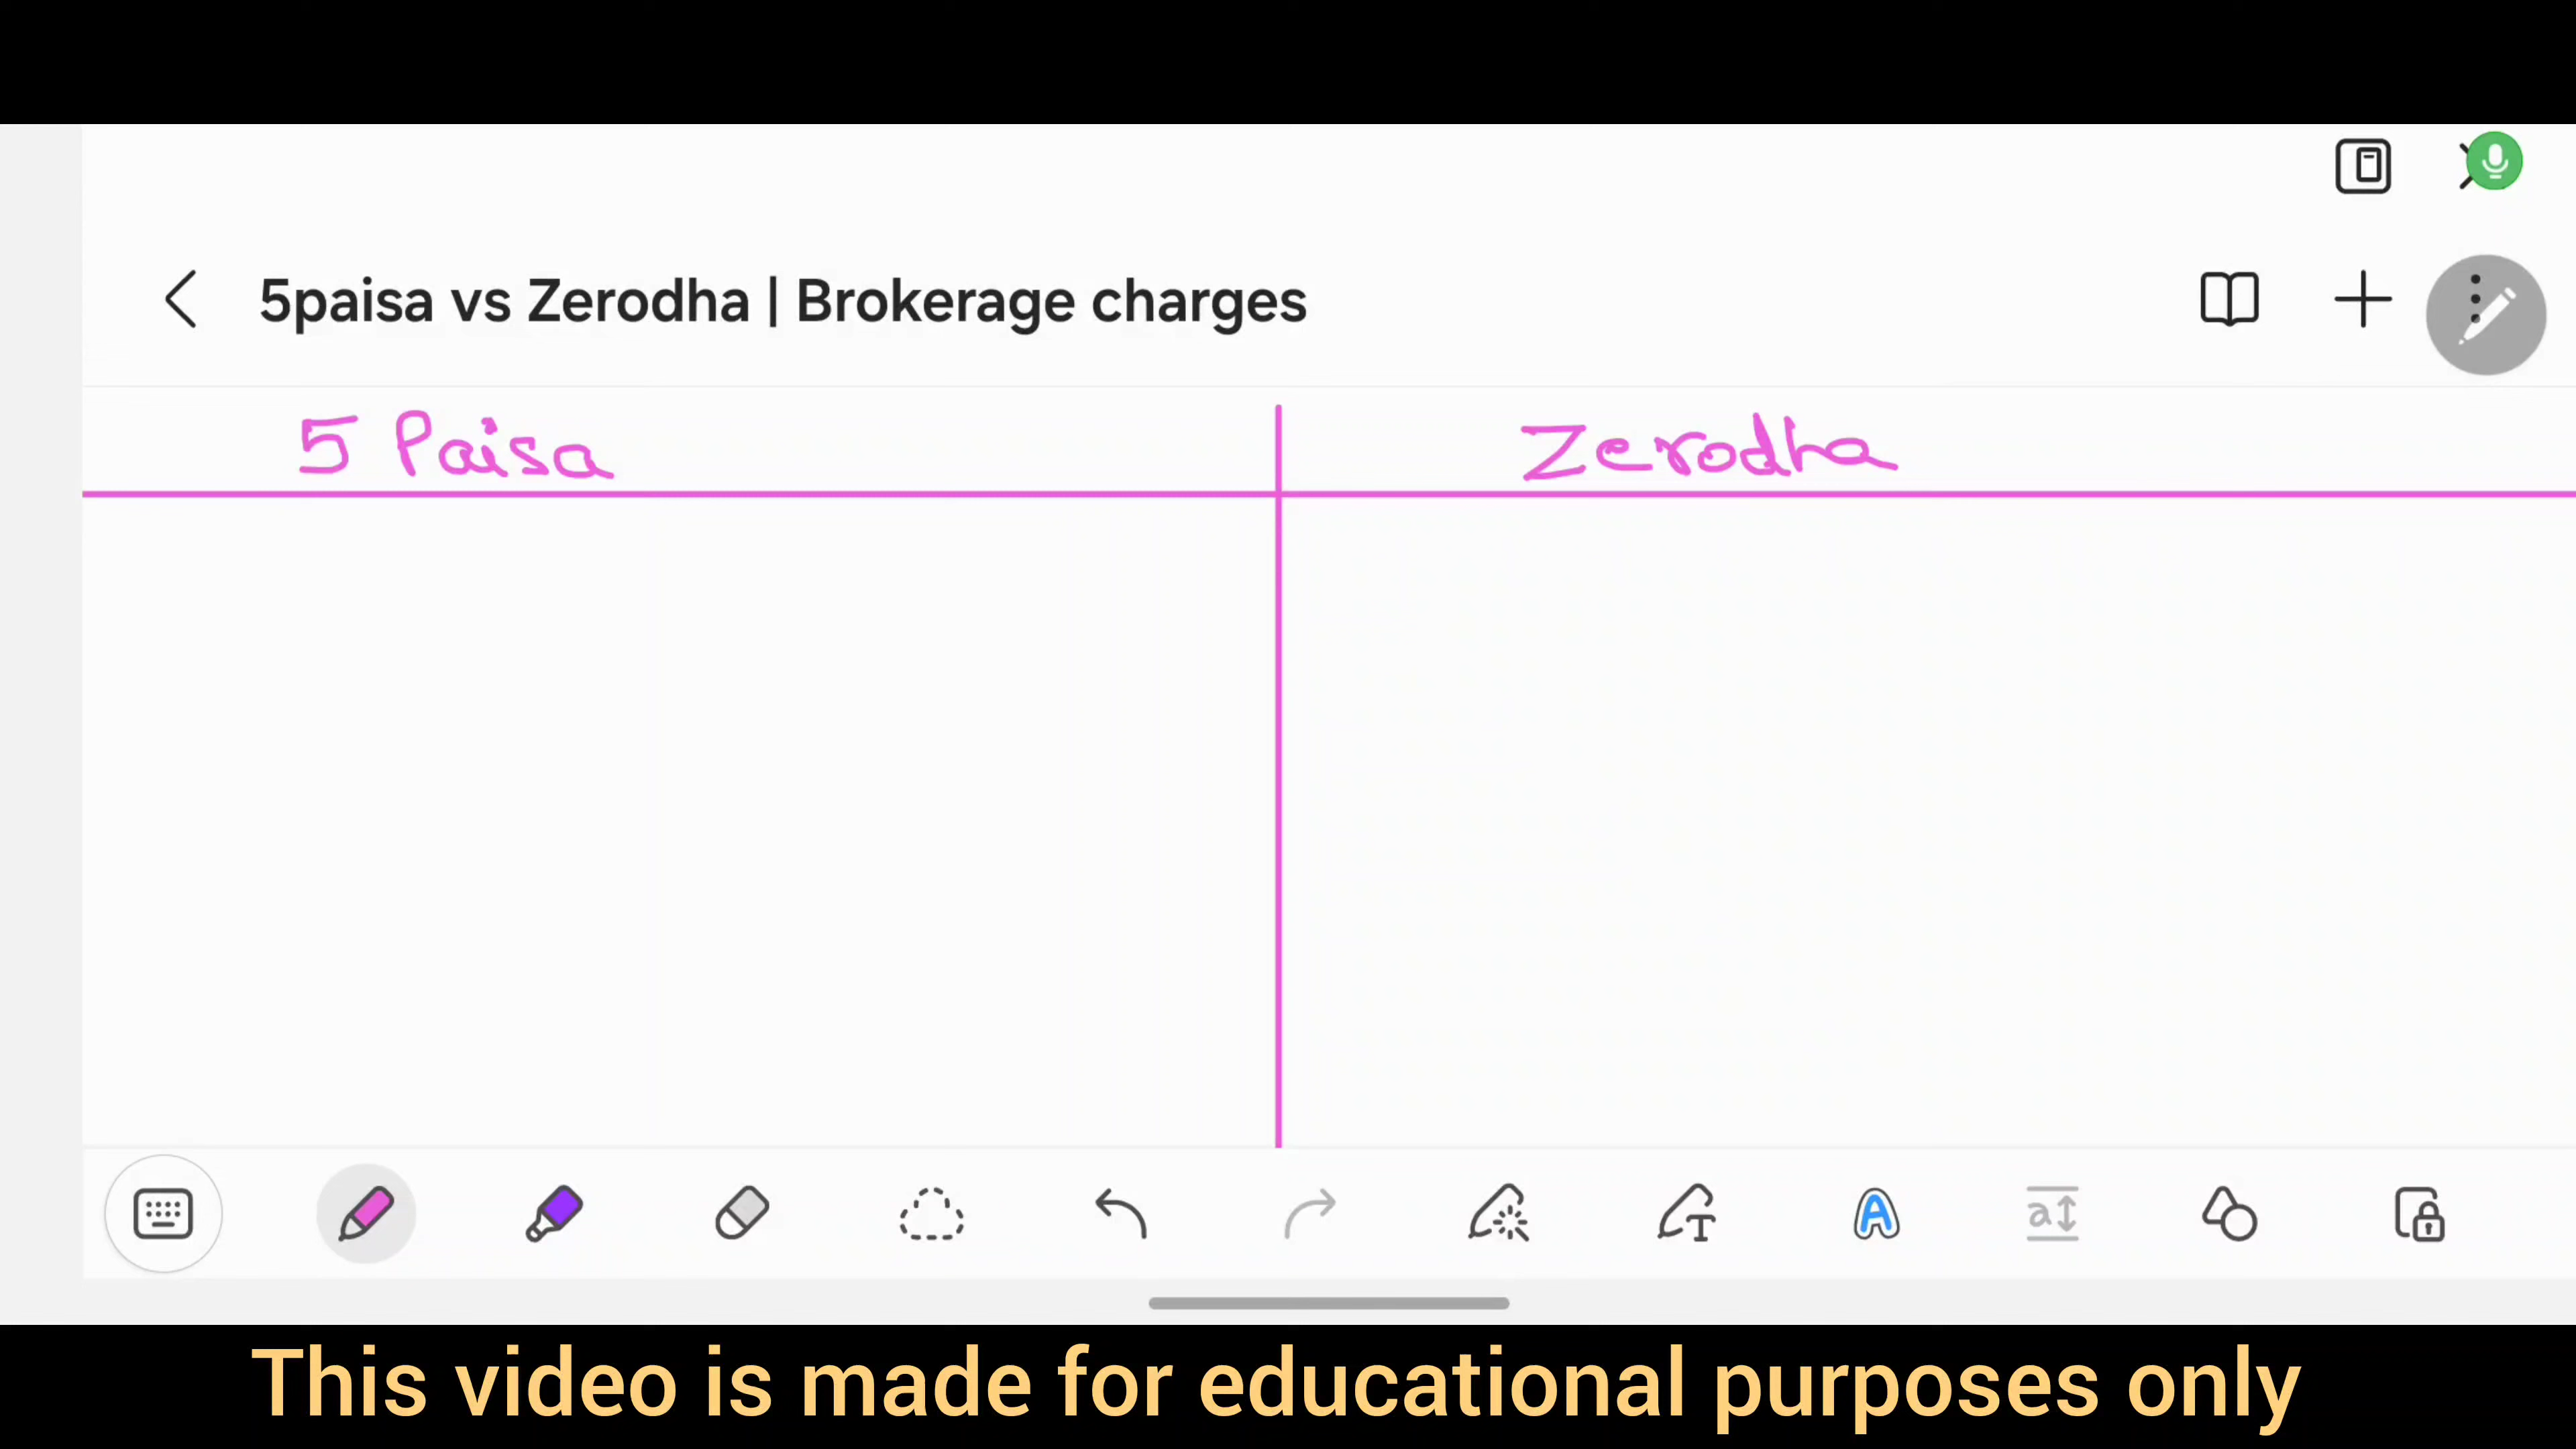 5paisa vs Zerodha | Brokerage charges
5 Paisa
Zerodha
This video is made for educational purposes only